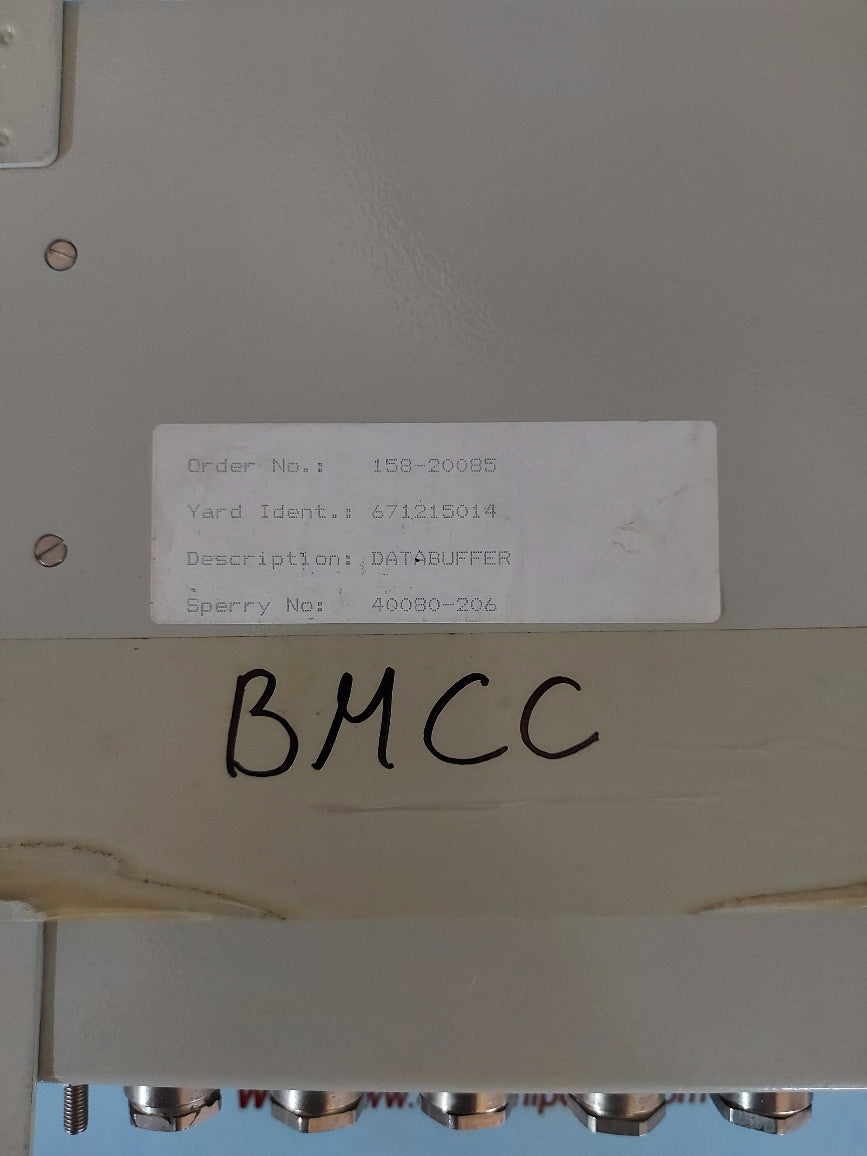 Order No.: 158-20085
Yard Ident.: 671215014
Description: DATABUFFER
Sperry No: 40080-206
BMCC